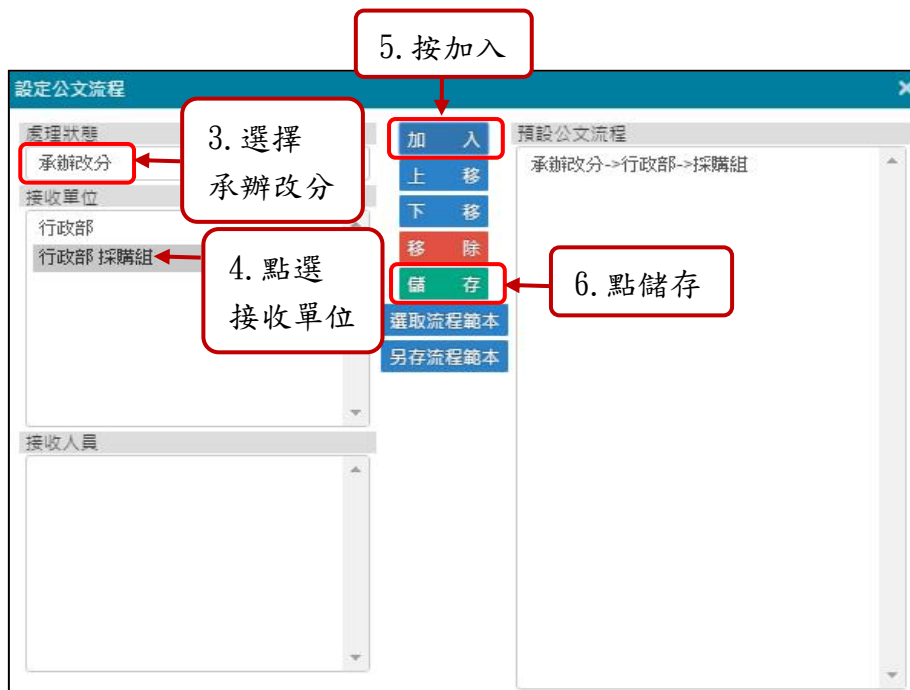 5.按加入
設定公文流程
處理狀態
承辦改分
3.選擇
承辦改分
接收單位
行政部
行政部 採購組
4.點選
接收單位
接收人員
加 入
上 移
下 移
移 除
儲 存
選取流程範本
另存流程範本
6.點儲存
預設公文流程
承辦改分->行政部->採購組